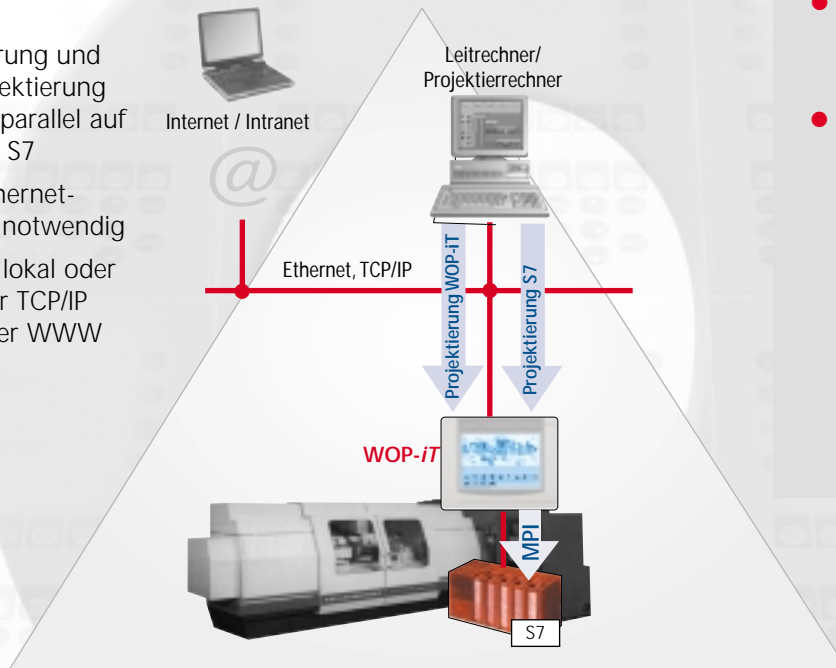 rung und
ektierung
parallel auf
S7
hernet-
notwendig
lokal oder
r TCP/IP
er WWW
Internet / Intranet
@
Leitrechner/
Projektierrechner
Ethernet, TCP/IP
Projektierung WOP-iT
Projektierung S7
WOP-iT
MPI
S7